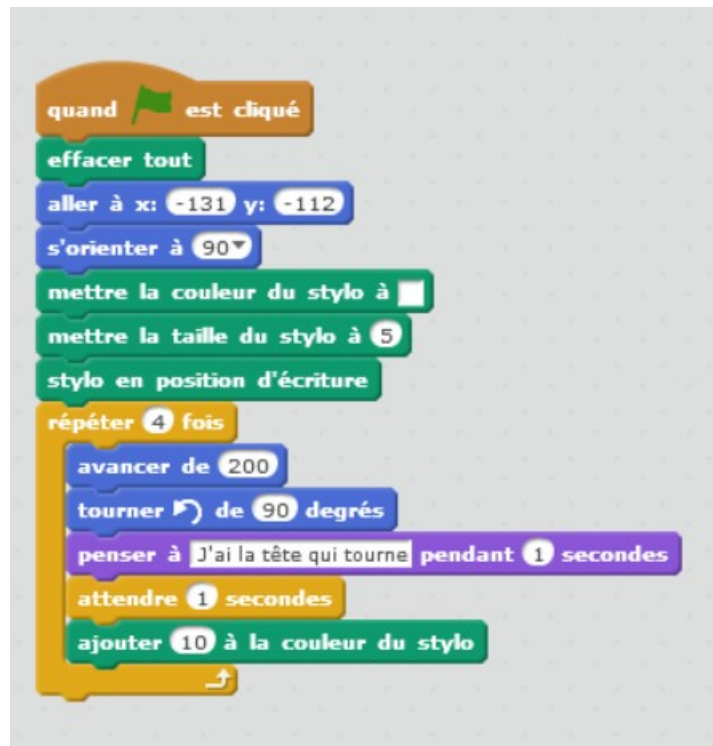 quand est cliqué
effacer tout
aller à x: -131 y: -112
s'orienter à 90
mettre la couleur du stylo à
mettre la taille du stylo à 5
stylo en position d'écriture
répéter 4 fois
avancer de 200
tourner de 90 degrés
penser à J'ai la tête qui tourne pendant 1 secondes
attendre 1 secondes
ajouter 10 à la couleur du stylo